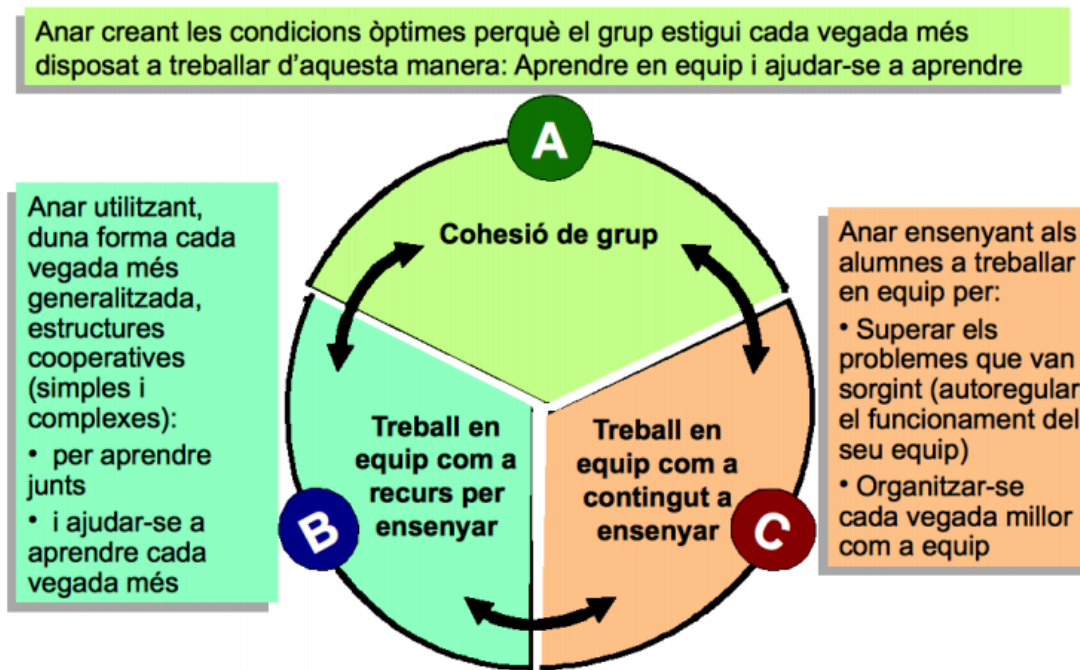 Anar creant les condicions òptimes perquè el grup estigui cada vegada més
disposat a treballar d'aquesta manera: Aprendre en equip i ajudar-se a aprendre
A
Cohesió de grup
Anar utilitzant,
duna forma cada
vegada més
generalitzada,
estructures
cooperatives
(simples i
complexes):
• per aprendre
junts
• i ajudar-se a
aprendre cada
vegada més
Treball en
equip com a
recurs per
ensenyar
B
Treball en
equip com a
contingut a
ensenyar
C
Anar ensenyant als
alumnes a treballar
en equip per:
• Superar els
problemes que van
sorgint (autoregular
el funcionament del
seu equip)
• Organitzar-se
cada vegada millor
com a equip